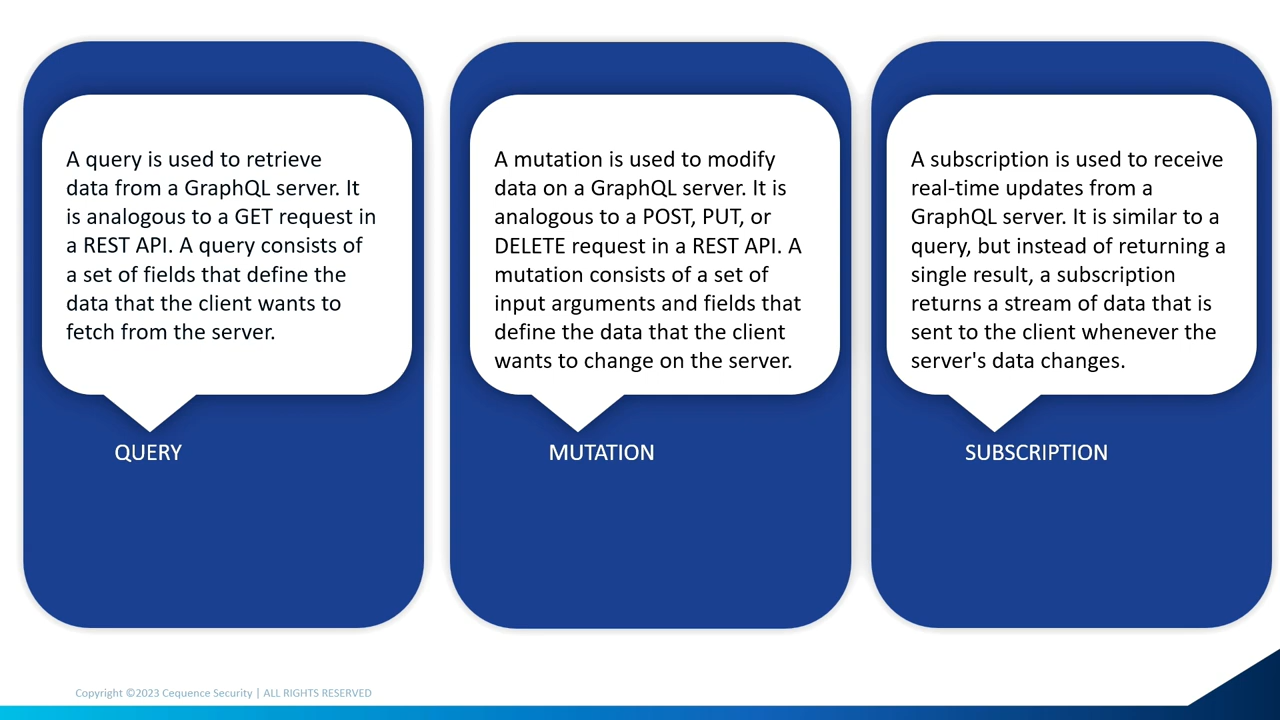 A query is used to retrieve
data from a GraphQL server. It
is analogous to a GET request in
a REST API. A query consists of
a set of fields that define the
data that the client wants to
fetch from the server.
QUERY
A mutation is used to modify
data on a GraphQL server. It is
analogous to a POST, PUT, or
DELETE request in a REST API. A
mutation consists of a set of
input arguments and fields that
define the data that the client
wants to change on the server.
MUTATION
A subscription is used to receive
real-time updates from a
GraphQL server. It is similar to a
query, but instead of returning a
single result, a subscription
returns a stream of data that is
sent to the client whenever the
server's data changes.
SUBSCRIPTION
Copyright ©2023 Cequence Security | ALL RIGHTS RESERVED